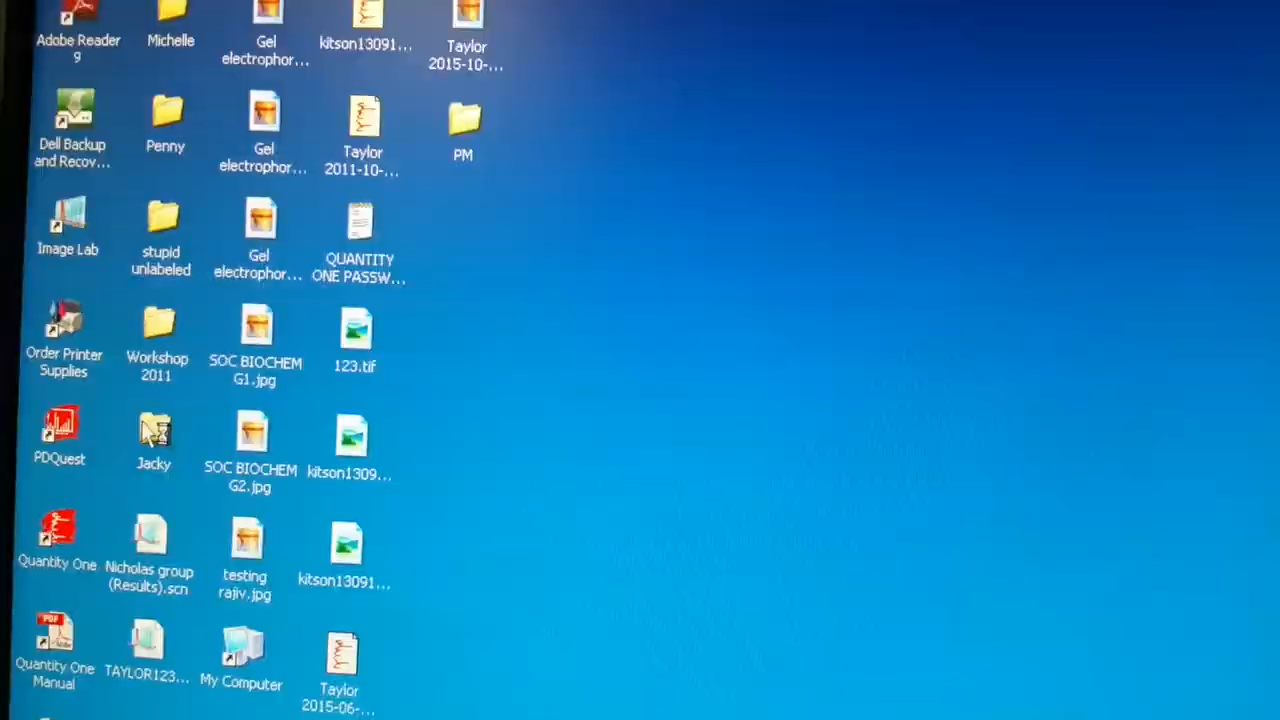 Adobe Reader
9
Michelle
Gel
electrophor...
kitson13091...
Taylor
2015-10-...
Dell Backup
and Recov...
Penny
Gel
electrophor...
Taylor
2011-10-...
PM
Image Lab
stupid
unlabeled
Gel
electrophor...
QUANTITY
ONE PASSW...
Order Printer
Supplies
Workshop
2011
SOC BIOCHEM
G1.jpg
123.tif
PDQuest
Jacky
SOC BIOCHEM
G2.jpg
kitson1309...
Quantity One
Nicholas group
(Results).scn
testing
rajiv.jpg
kitson13091...
PDF
Quantity One
Manual
TAYLOR123...
My Computer
Taylor
2015-06-...